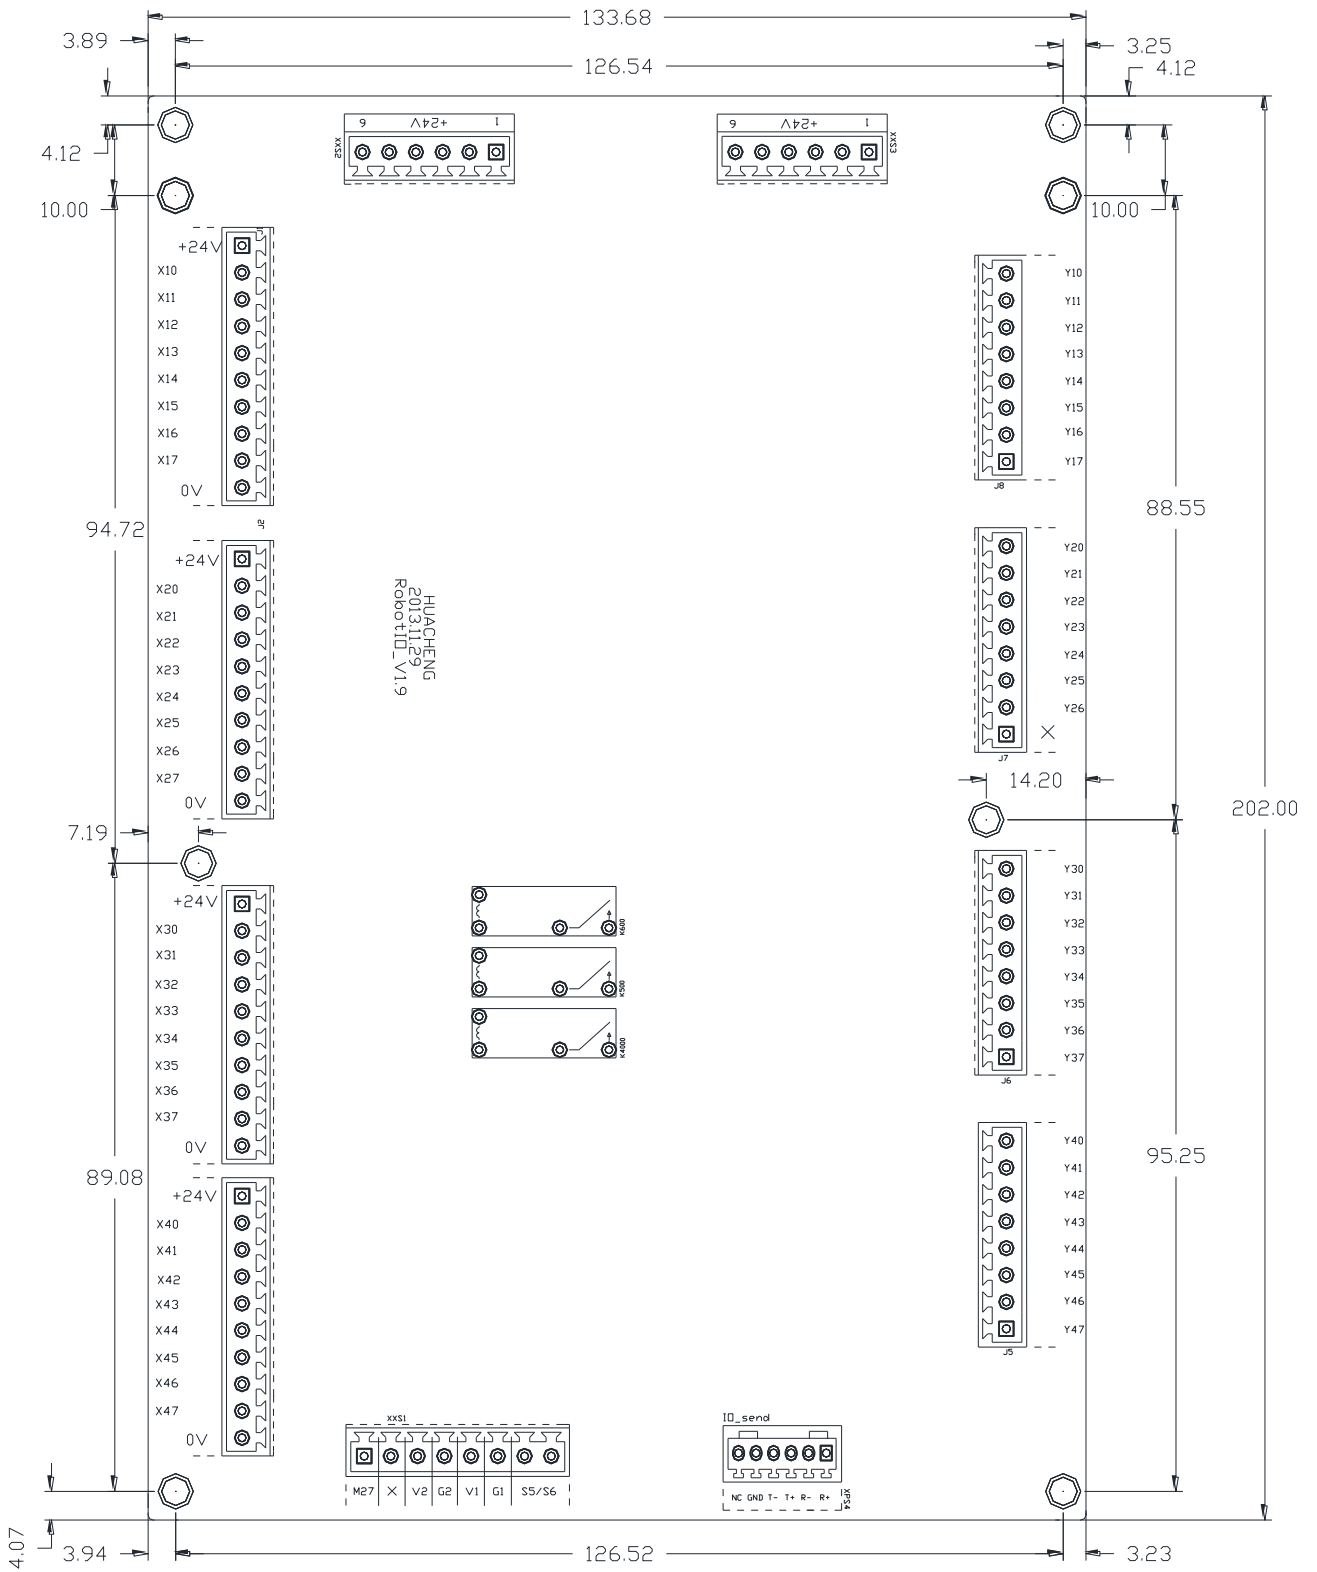 133.68
3.89
3.25
126.54
4.12
6 +24V 1
6 +24V 1
XXS2
XXS3
4.12
10.00
10.00
J1
+24V
X10
X11
X12
X13
X14
X15
X16
X17
0V
Y10
Y11
Y12
Y13
Y14
Y15
Y16
Y17
J8
94.72
88.55
J2
+24V
X20
X21
X22
X23
X24
X25
X26
X27
0V
HUACHENG
2013.11.29
RobotIO_V1.9
Y20
Y21
Y22
Y23
Y24
Y25
Y26
X
J7
14.20
202.00
7.19
+24V
X30
X31
X32
X33
X34
X35
X36
X37
0V
K600
K500
K4000
Y30
Y31
Y32
Y33
Y34
Y35
Y36
Y37
J6
89.08
95.25
+24V
X40
X41
X42
X43
X44
X45
X46
X47
0V
Y40
Y41
Y42
Y43
Y44
Y45
Y46
Y47
J5
XXS1
M27 X V2 G2 V1 G1 S5/S6
IO_send
NC GND T- T+ R- R+
XPS4
4.07
3.94
126.52
3.23